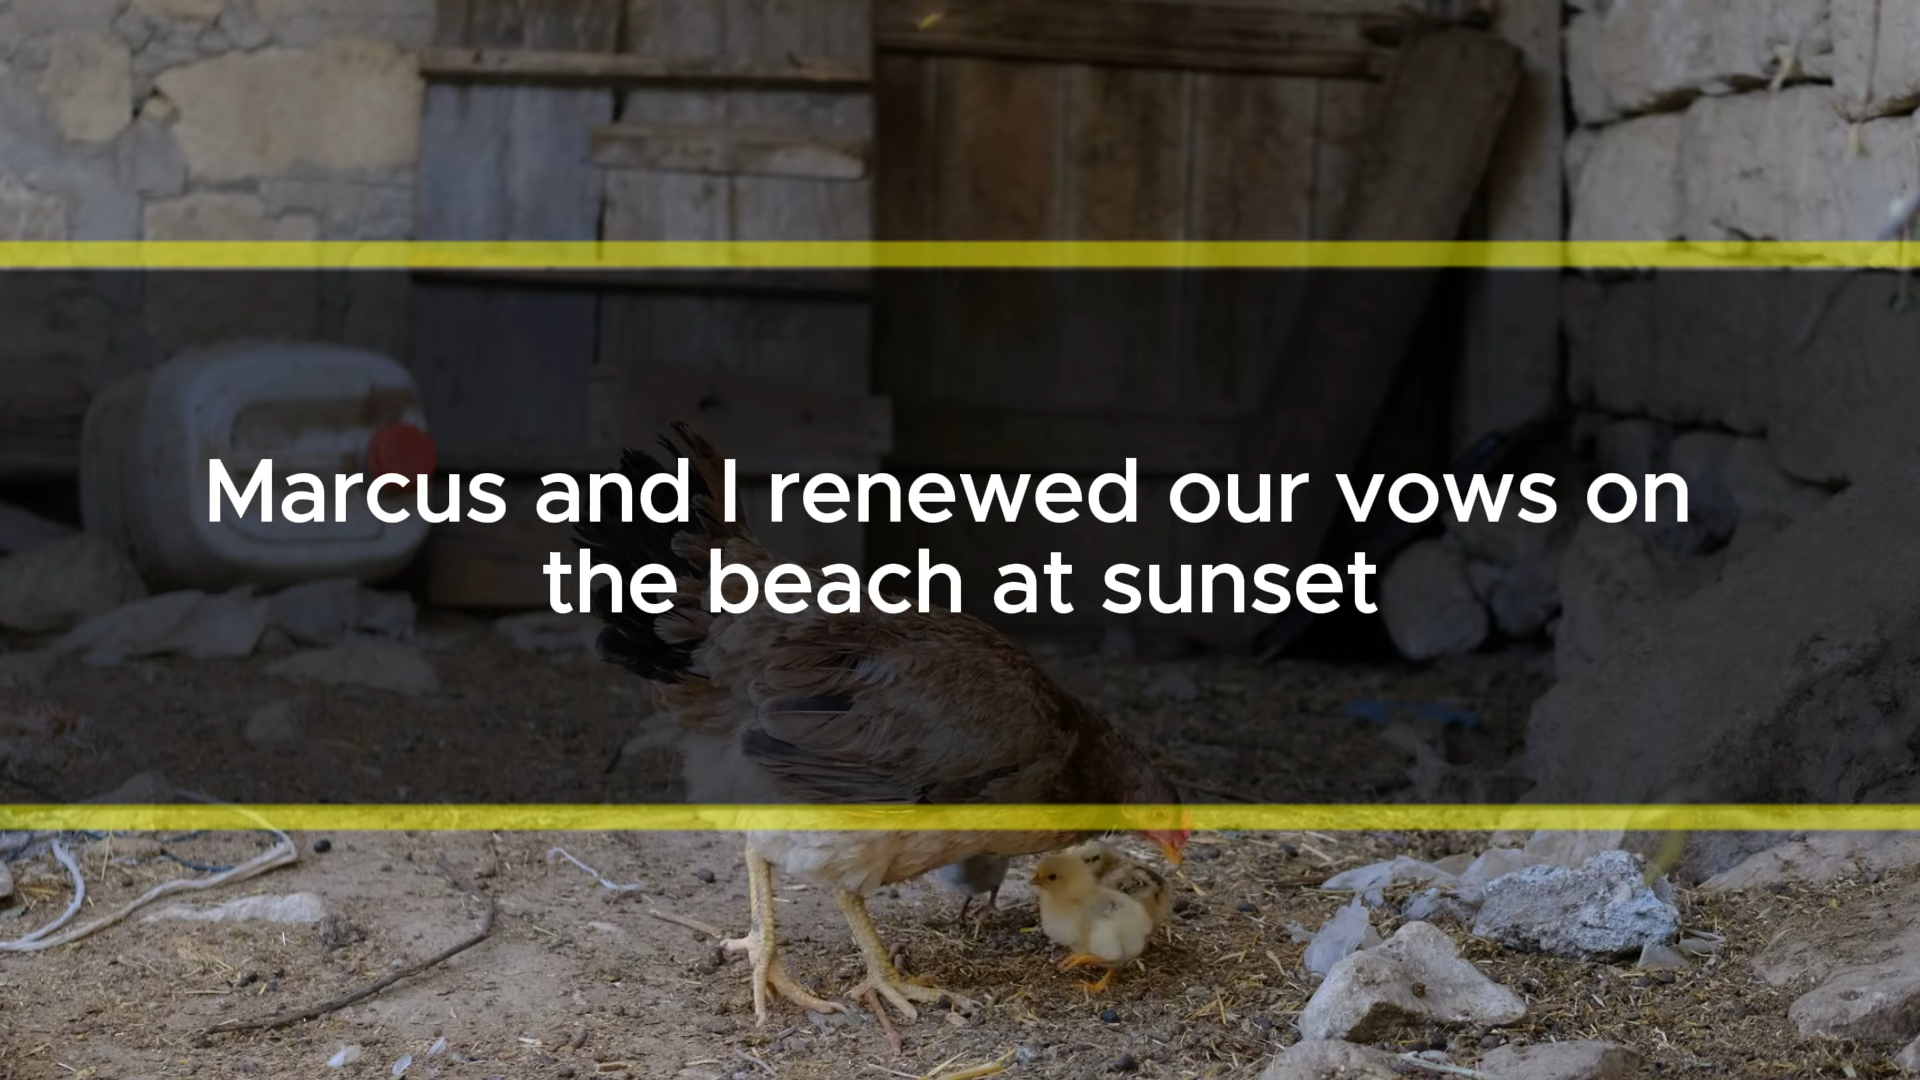 Marcus and I renewed our vows on
the beach at sunset